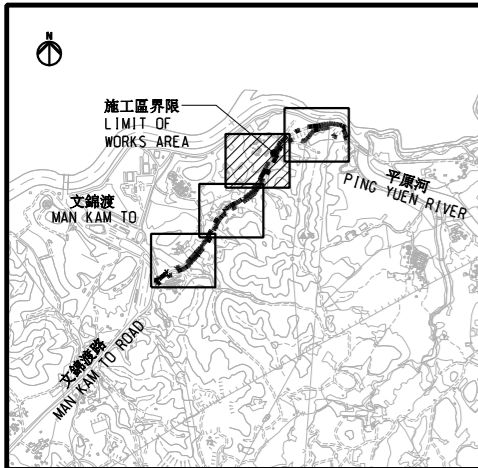 N
施工區界限
LIMIT OF
WORKS AREA
文錦渡
MAN KAM TO
平原河
PING YUEN RIVER
文錦渡路
MAN KAM TO ROAD